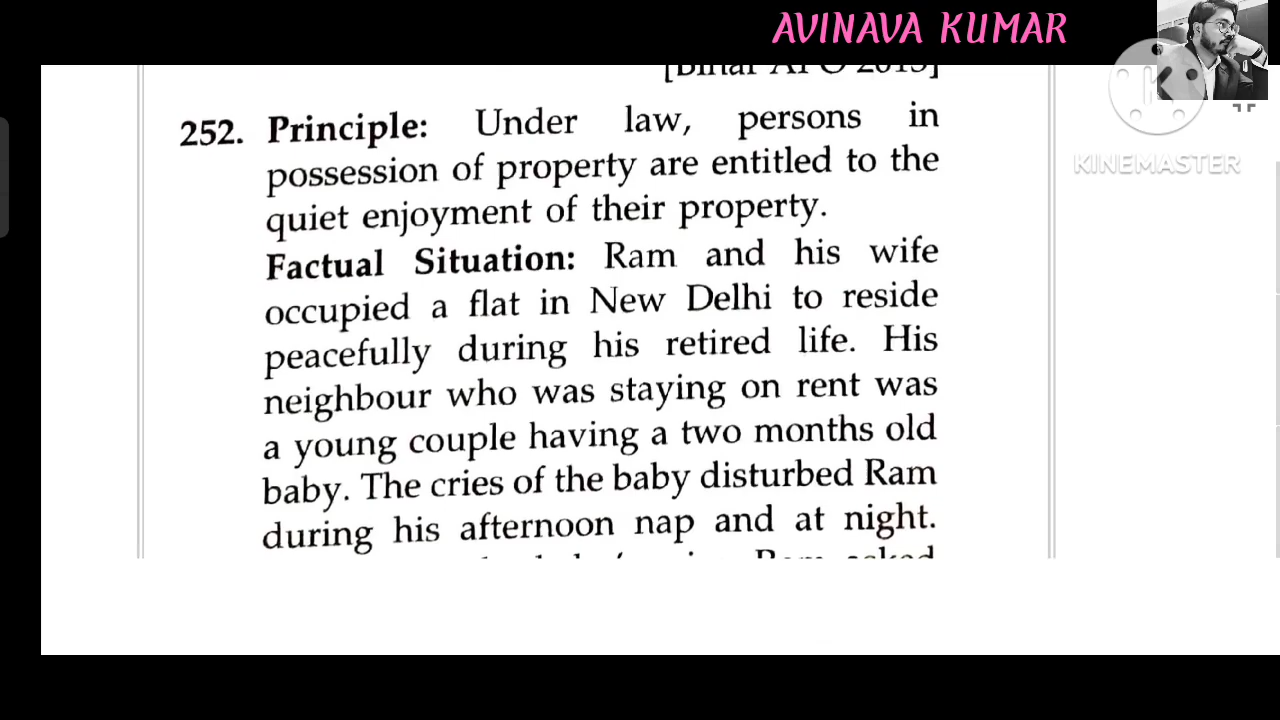 AVINAVA KUMAR
252. Principle: Under law, persons in
possession of property are entitled to the
quiet enjoyment of their property.
Factual Situation: Ram and his wife
occupied a flat in New Delhi to reside
peacefully during his retired life. His
neighbour who was staying on rent was
a young couple having a two months old
baby. The cries of the baby disturbed Ram
during his afternoon nap and at night.
Ram asked
K
KINEMASTER